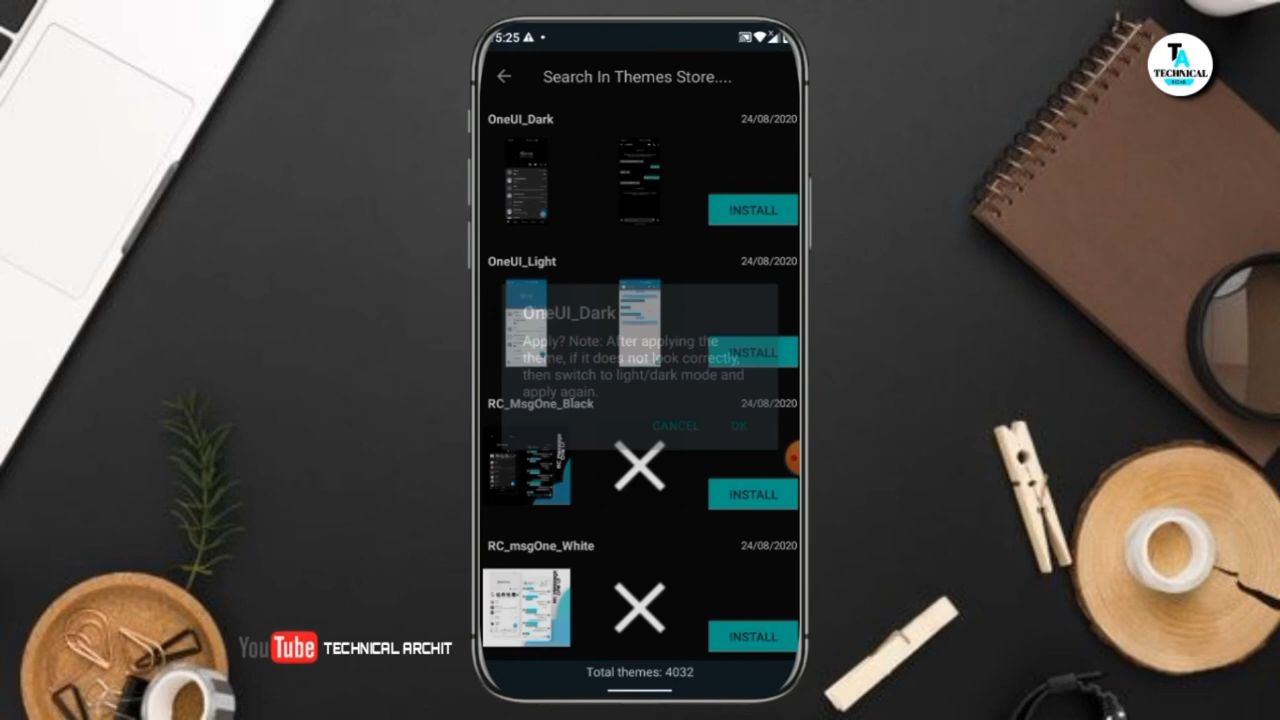 5:25
Search In Themes Store....
OneUI_Dark 24/08/2020
INSTALL
OneUI_Light 24/08/2020
INSTALL
OneUI_Dark
Apply? Note: After applying the
theme, if it does not look correctly,
then switch to light/dark mode and
apply again.
CANCEL OK
RC_MsgOne_Black 24/08/2020
INSTALL
RC_msgOne_White 24/08/2020
INSTALL
Total themes: 4032
TA
TECHNICAL
YouTube TECHNICAL ARCHIT